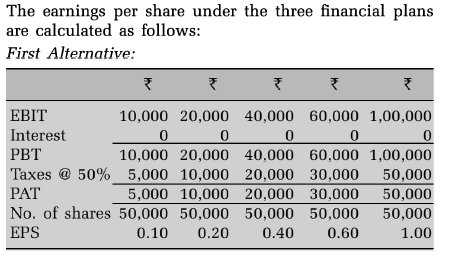 The earnings per share under the three financial plans
are calculated as follows:
First Alternative:
₹ ₹ ₹ ₹ ₹
EBIT 10,000 20,000 40,000 60,000 1,00,000
Interest 0 0 0 0 0
PBT 10,000 20,000 40,000 60,000 1,00,000
Taxes @ 50% 5,000 10,000 20,000 30,000 50,000
PAT 5,000 10,000 20,000 30,000 50,000
No. of shares 50,000 50,000 50,000 50,000 50,000
EPS 0.10 0.20 0.40 0.60 1.00